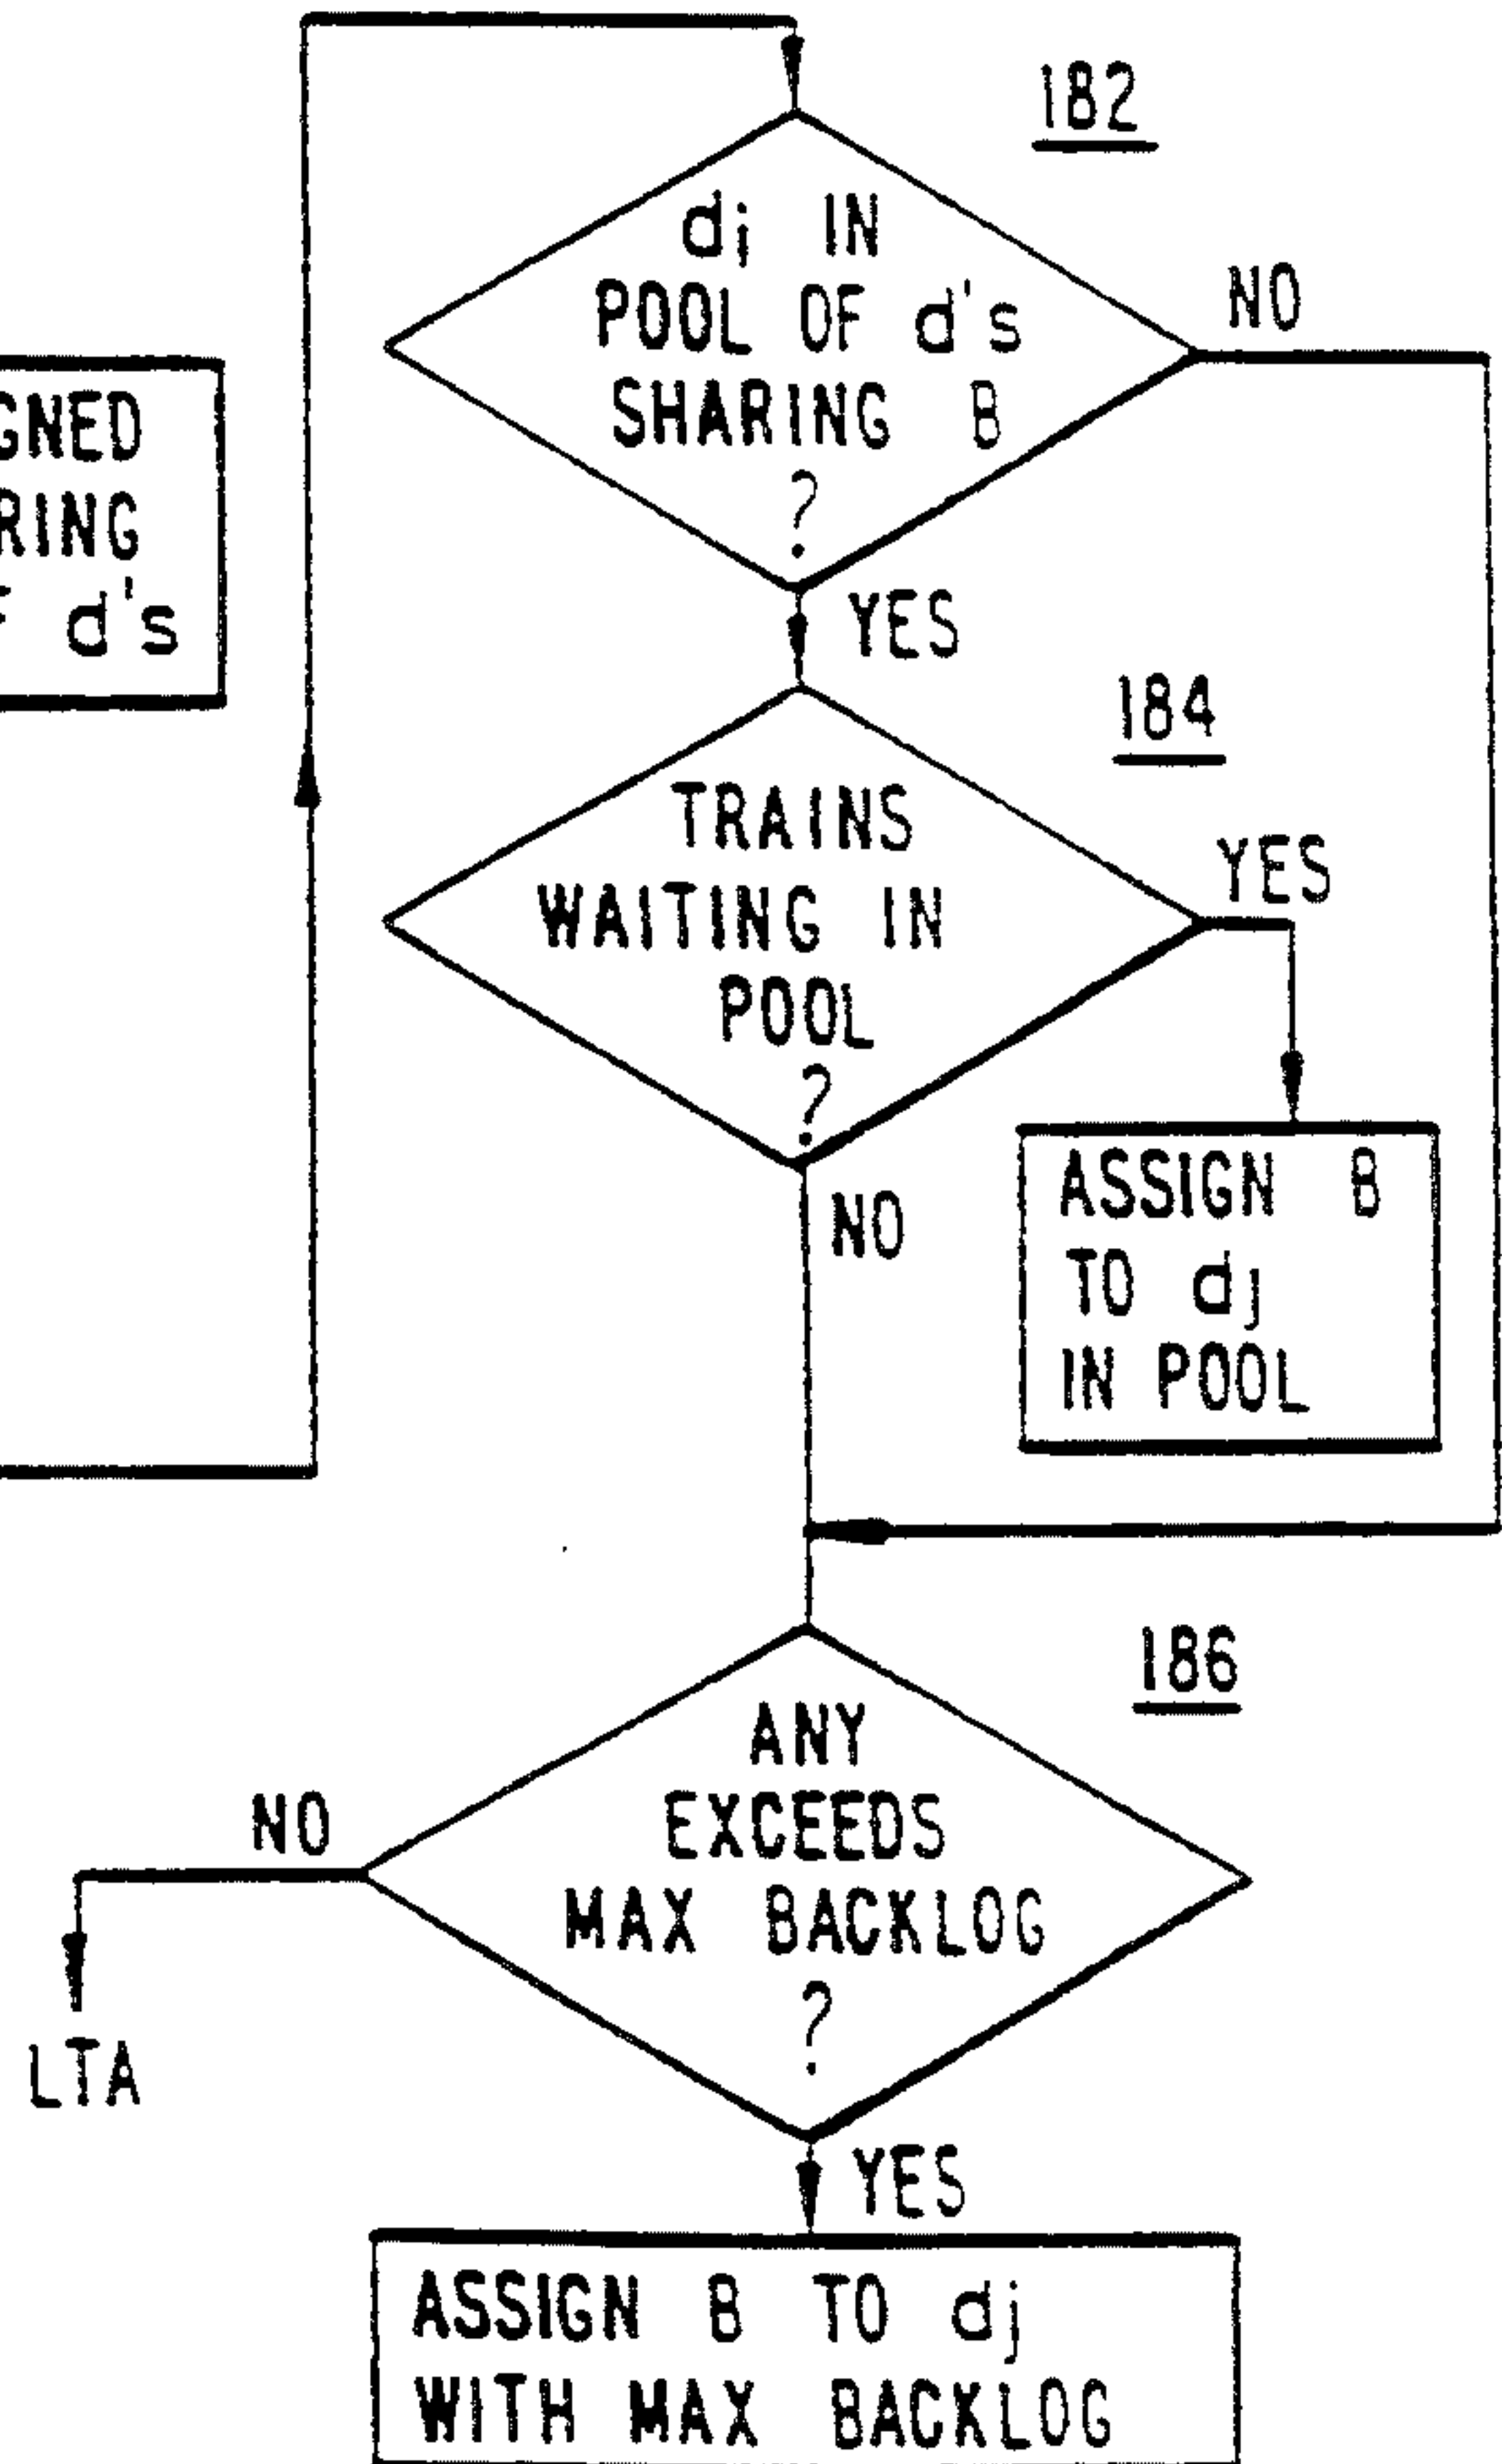 182
di IN
POOL OF d's
SHARING B
?
NO
YES
GNED
RING
d's
184
TRAINS
WAITING IN
POOL
?
YES
NO
ASSIGN B
TO dj
IN POOL
186
ANY
EXCEEDS
MAX BACKLOG
?
NO
LTA
YES
ASSIGN B TO dj
WITH MAX BACKLOG